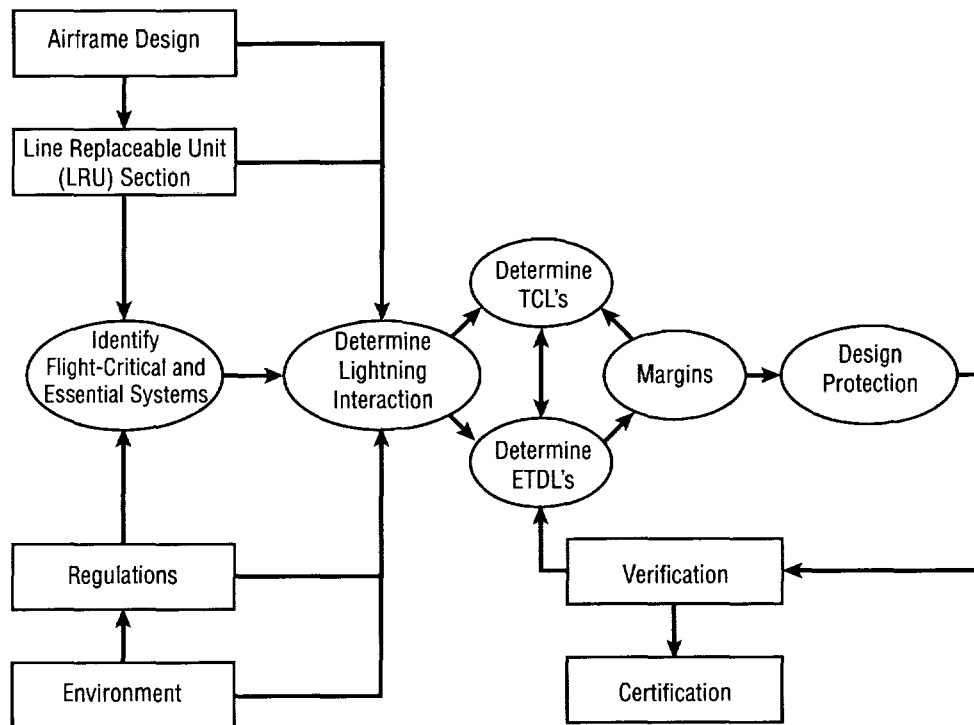 Airframe Design
Line Replaceable Unit
(LRU) Section
Identify
Flight-Critical and
Essential Systems
Determine
Lightning
Interaction
Determine
TCL's
Determine
ETDL's
Margins
Design
Protection
Regulations
Environment
Verification
Certification